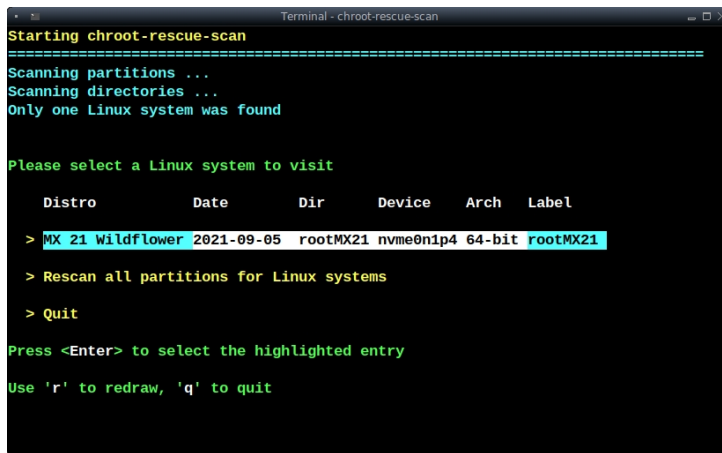 Terminal - chroot-rescue-scan
Starting chroot-rescue-scan
===============================================================================
Scanning partitions ...
Scanning directories ...
Only one Linux system was found
Please select a Linux system to visit
Distro Date Dir Device Arch Label
> MX 21 Wildflower 2021-09-05 rootMX21 nvme0n1p4 64-bit rootMX21
> Rescan all partitions for Linux systems
> Quit
Press <Enter> to select the highlighted entry
Use 'r' to redraw, 'q' to quit